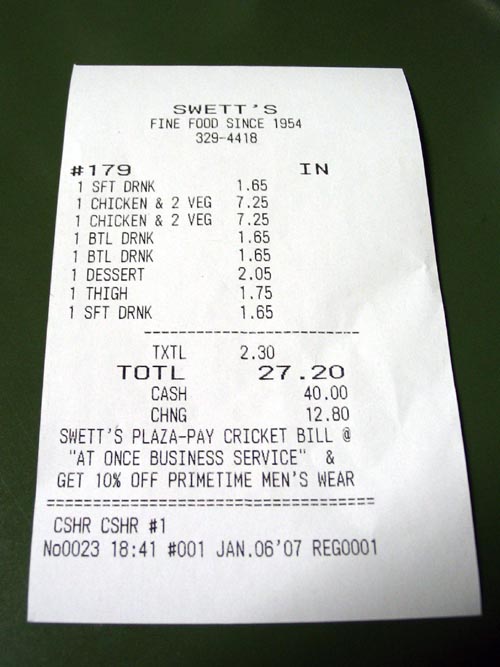 SWETT'S
FINE FOOD SINCE 1954
329-4418
#179 IN
1 SFT DRNK 1.65
1 CHICKEN & 2 VEG 7.25
1 CHICKEN & 2 VEG 7.25
1 BTL DRNK 1.65
1 BTL DRNK 1.65
1 DESSERT 2.05
1 THIGH 1.75
1 SFT DRNK 1.65
--------------------------
TXTL 2.30
TOTL 27.20
CASH 40.00
CHNG 12.80
SWETT'S PLAZA-PAY CRICKET BILL @
"AT ONCE BUSINESS SERVICE" &
GET 10% OFF PRIMETIME MEN'S WEAR
====================================
CSHR CSHR #1
No0023 18:41 #001 JAN.06'07 REG0001